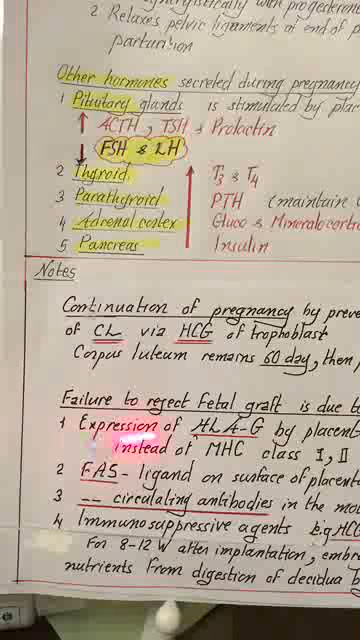 synergistically with progesterone
2 Relaxes pelvic ligaments at end of p
parturition
Other hormones secreted during pregnancy
1 Pituitary glands is stimulated by plac
↑ ACTH, TSH & Prolactin
↓ FSH & LH
2 Thyroid ↑ T3 & T4
3 Parathyroid PTH (maintain C
4 Adrenal cortex Gluco & Mineralocortic
5 Pancreas Insulin
Notes
Continuation of pregnancy by preve
of CL via HCG of trophoblast
Corpus luteum remains 60 day, then
Failure to reject Fetal graft is due t
1 Expression of HLA-G by placent
instead of MHC class I, II
2 FAS-ligand on surface of placent
3 -- circulating antibodies in the mo
4 Immunosuppressive agents e.g HC
For 8-12 W after implantation, embr
nutrients from digestion of decidua b